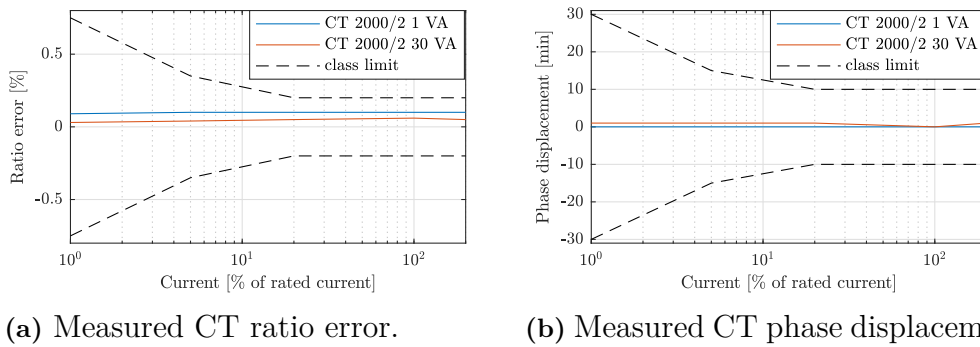 CT 2000/2 1 VA
CT 2000/2 30 VA
class limit
0.5
0
-0.5
Ratio error [%]
10^0
10^1
10^2
Current [% of rated current]
(a) Measured CT ratio error.
CT 2000/2 1 VA
CT 2000/2 30 VA
class limit
30
20
10
0
-10
-20
-30
Phase displacement [min]
10^0
10^1
10^2
Current [% of rated current]
(b) Measured CT phase displacem